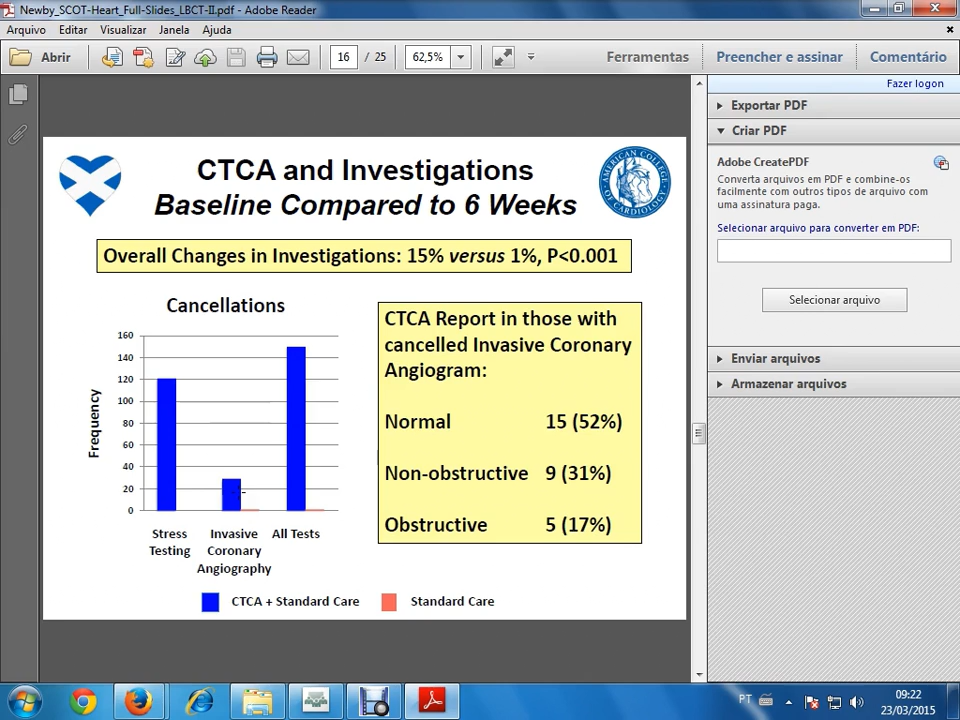 Newby_SCOT-Heart_Full-Slides_LBCT-II.pdf - Adobe Reader
Arquivo Editar Visualizar Janela Ajuda
Abrir 16 / 25 62,5% Ferramentas Preencher e assinar Comentário
Fazer logon
Exportar PDF
Criar PDF
Adobe CreatePDF
Converta arquivos em PDF e combine-os
facilmente com outros tipos de arquivo com
uma assinatura paga.
Selecionar arquivo para converter em PDF:
Selecionar arquivo
Enviar arquivos
Armazenar arquivos
CTCA and Investigations
Baseline Compared to 6 Weeks
AMERICAN COLLEGE OF CARDIOLOGY
Overall Changes in Investigations: 15% versus 1%, P<0.001
Cancellations
Frequency
160
140
120
100
80
60
40
20
0
Stress Testing
Invasive Coronary Angiography
All Tests
CTCA + Standard Care
Standard Care
CTCA Report in those with
cancelled Invasive Coronary
Angiogram:
Normal 15 (52%)
Non-obstructive 9 (31%)
Obstructive 5 (17%)
PT
09:22
23/03/2015